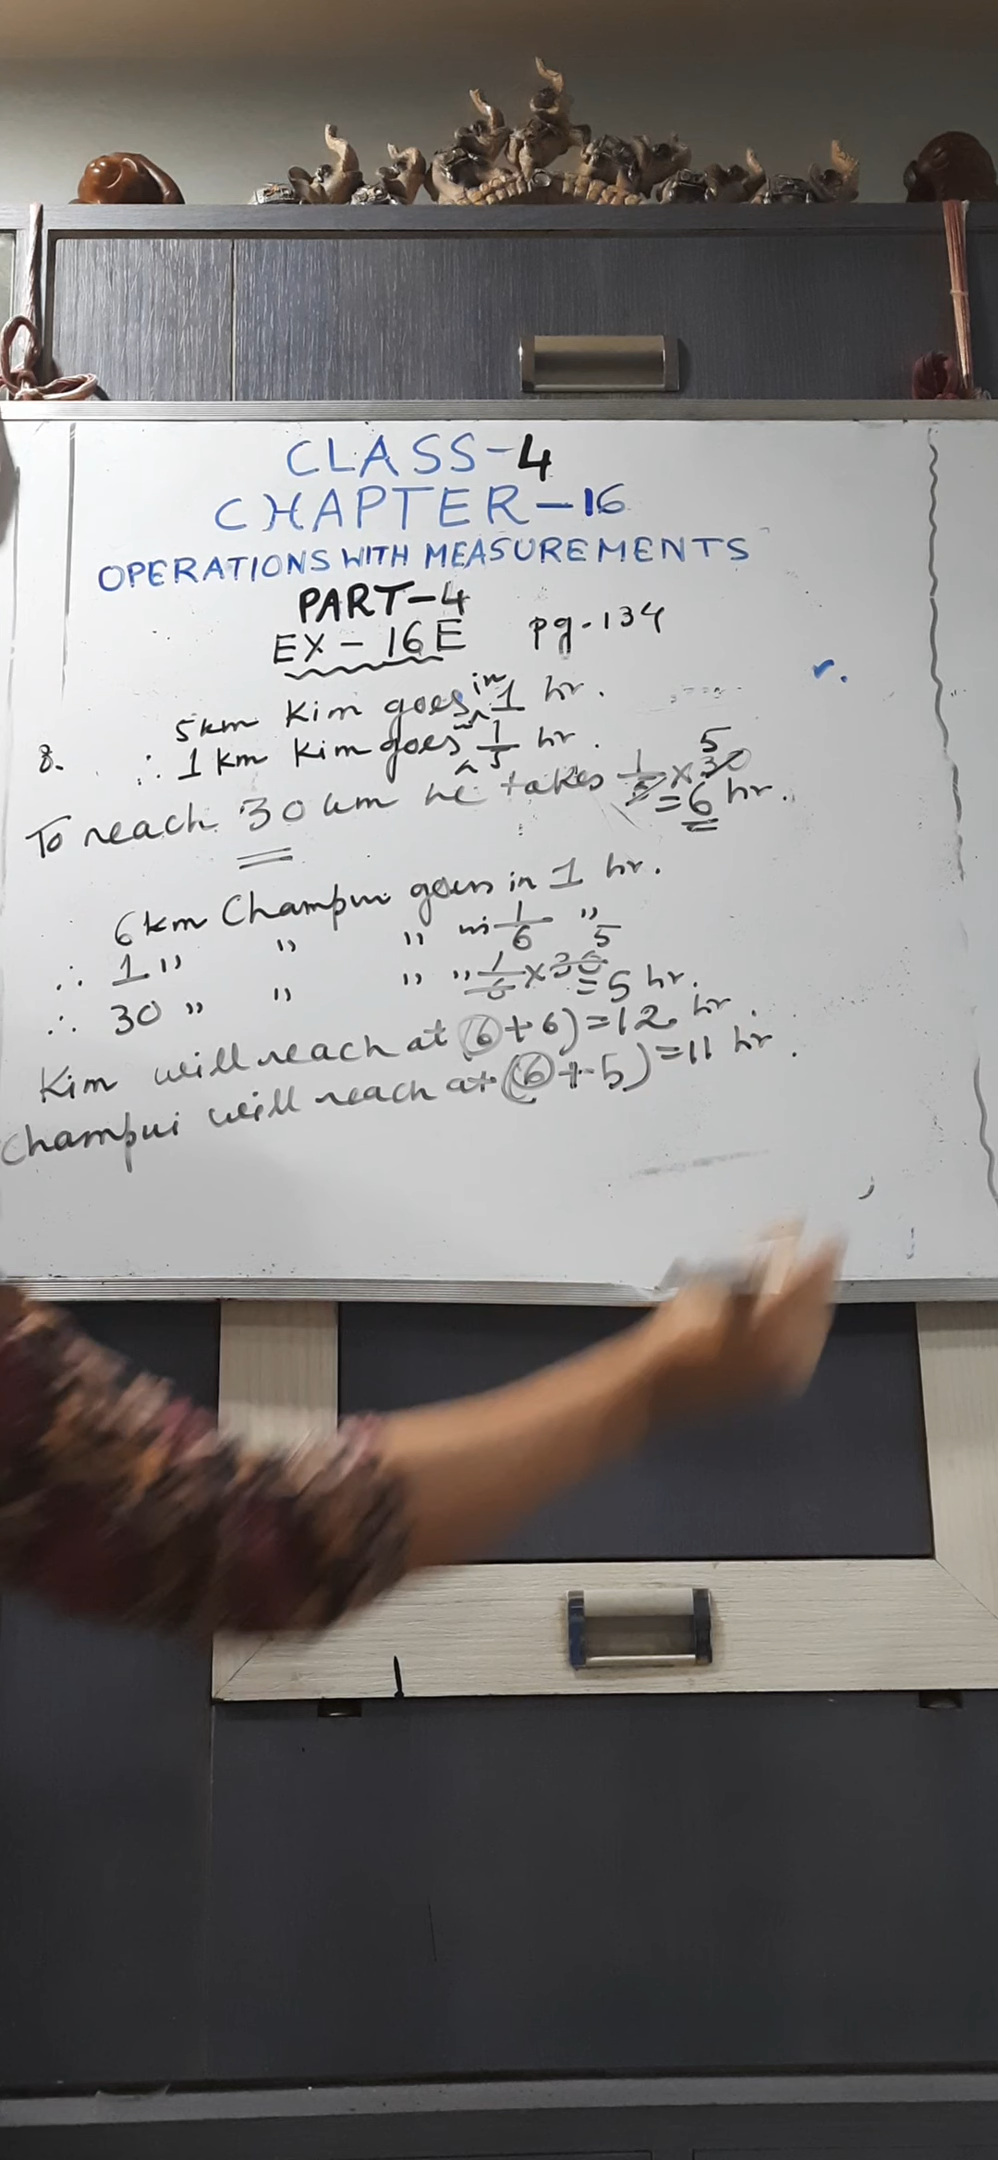 CLASS-4
CHAPTER-16
OPERATIONS WITH MEASUREMENTS
PART-4
EX-16E pg-134
8. 5km Kim goes in 1 hr.
∴ 1km Kim goes in 1/5 hr.
To reach 30 km he takes 1/5 × 30 5
= 6 hr.
6km Champui goes in 1 hr.
∴ 1 " " " in 1/6 "
∴ 30 " " " " 1/6 × 30 5 = 5 hr.
Kim will reach at (6+6) = 12 hr.
Champui will reach at (6+5) = 11 hr.